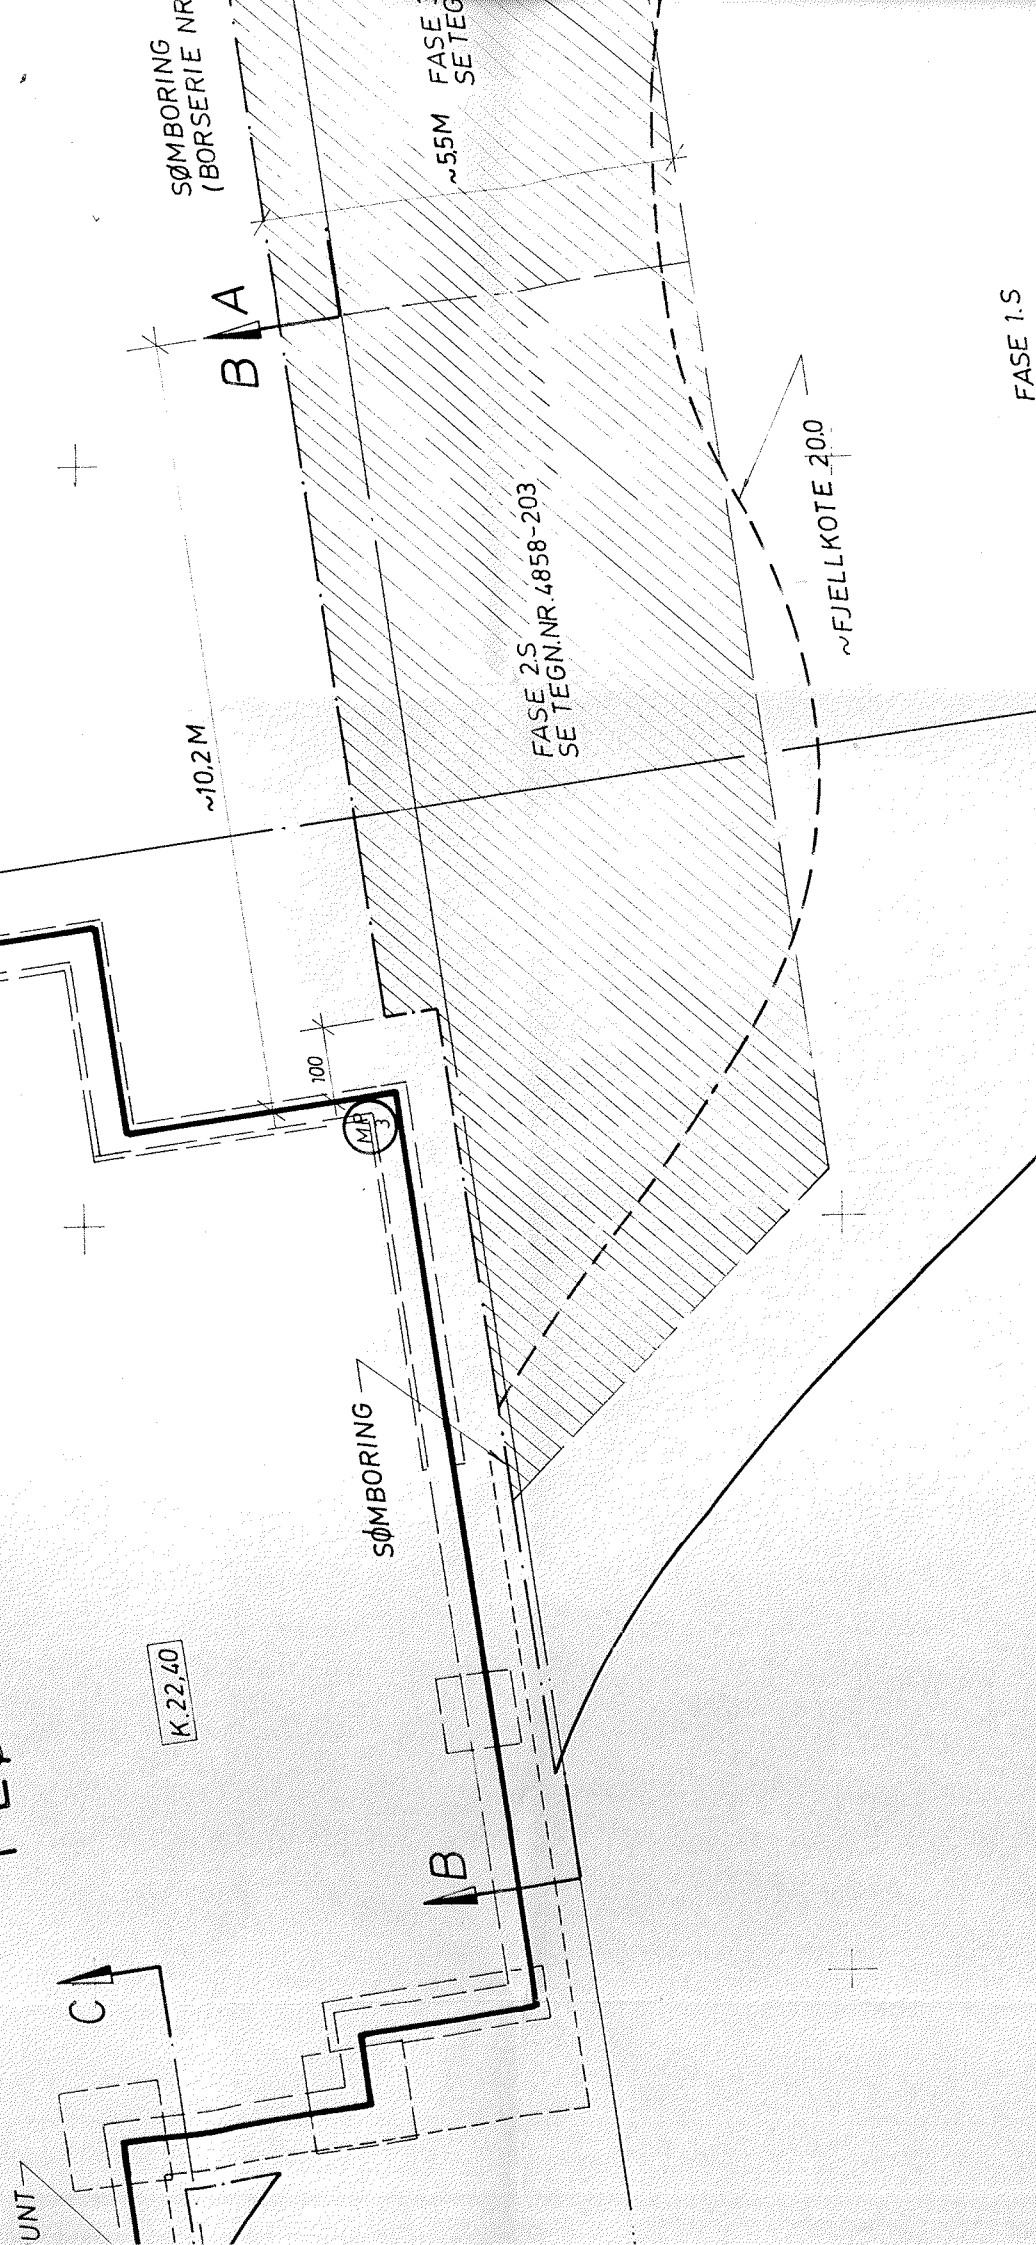 SØMBORING
(BORSERIE NR
FASE
SE TEG
~5,5M
B A
~10,2 M
FASE 2.S
SE TEGN.NR. 4858-203
~FJELLKOTE 20.0
FASE 1.S
100
MP
3
SØMBORING
K.22,40
B
C
UNT